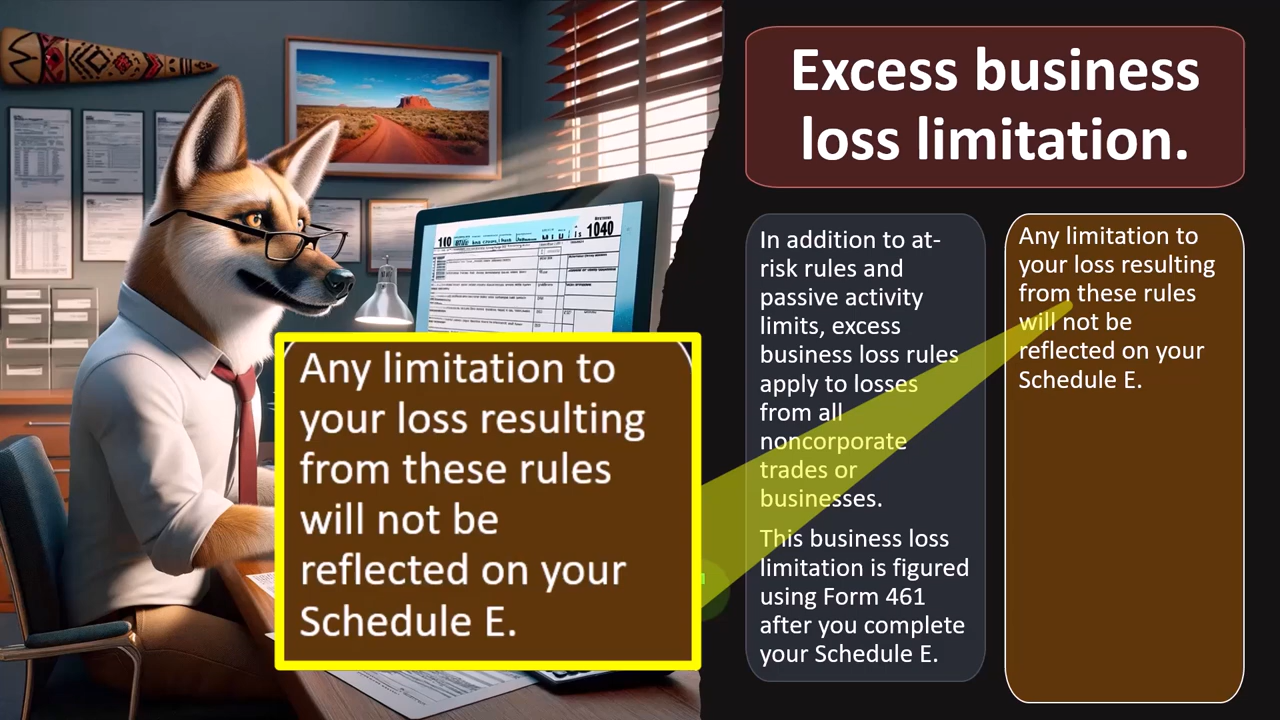 Excess business
loss limitation.
In addition to at-
risk rules and
passive activity
limits, excess
business loss rules
apply to losses
from all
noncorporate
trades or
businesses.
This business loss
limitation is figured
using Form 461
after you complete
your Schedule E.
Any limitation to
your loss resulting
from these rules
will not be
reflected on your
Schedule E.
Any limitation to
your loss resulting
from these rules
will not be
reflected on your
Schedule E.
1040